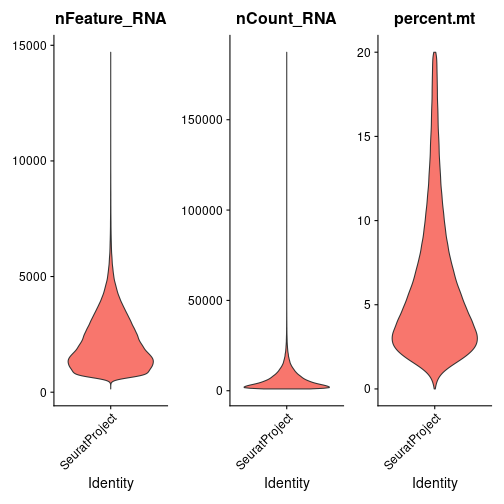 nFeature_RNA
15000
10000
5000
0
SeuratProject
Identity
nCount_RNA
150000
100000
50000
0
SeuratProject
Identity
percent.mt
20
15
10
5
0
SeuratProject
Identity